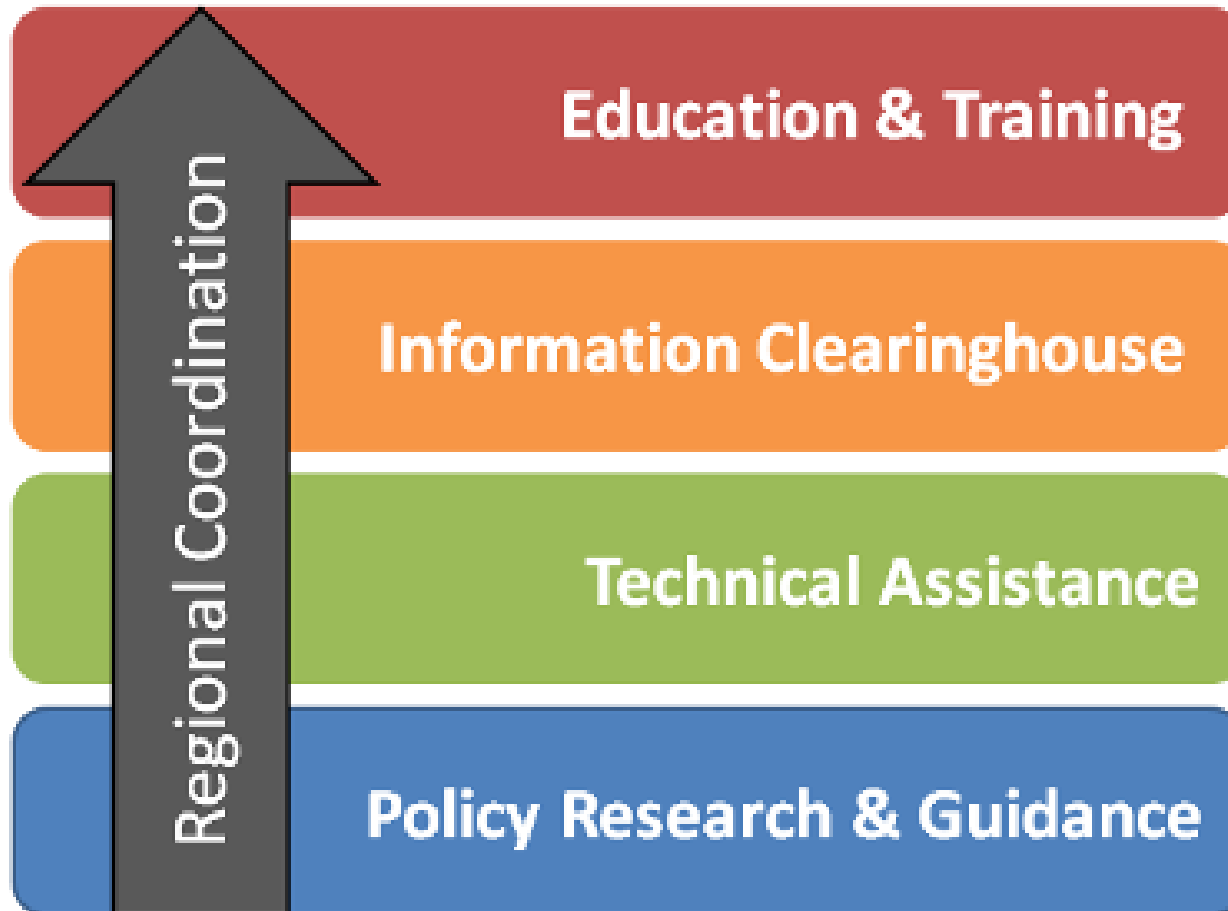 Education & Training
Information Clearinghouse
Technical Assistance
Policy Research & Guidance
Regional Coordination